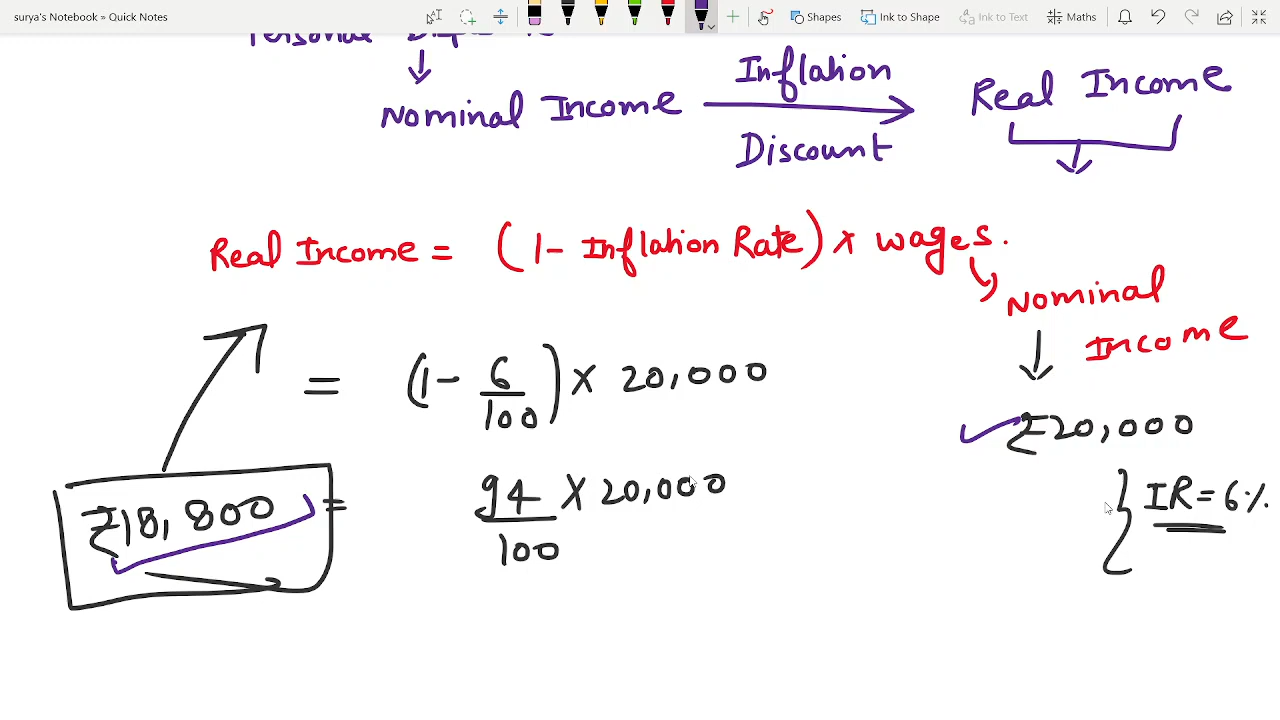 surya's Notebook » Quick Notes
Shapes Ink to Shape Ink to Text Maths
Personal
Nominal Income Inflation Discount Real Income
Real Income = (1- Inflation Rate) x wages.
Nominal Income
= (1- 6/100) x 20,000
₹20,000
₹18,800 = 94/100 x 20,000
IR = 6%